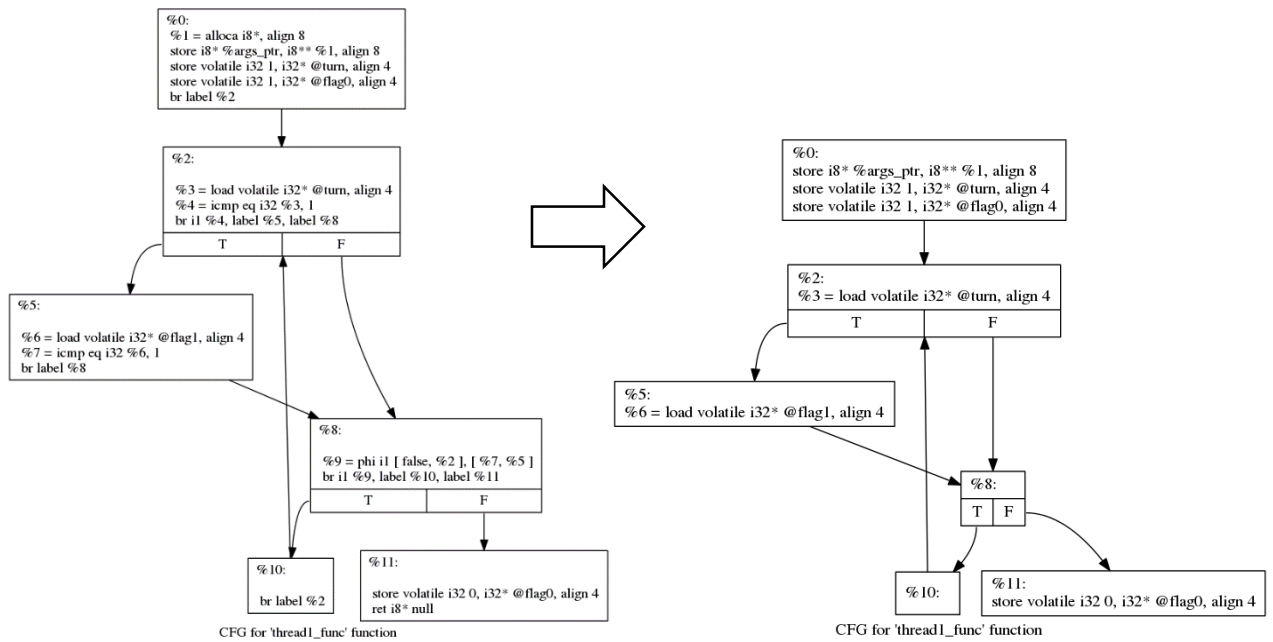 %0:
%1 = alloca i8*, align 8
store i8* %args_ptr, i8** %1, align 8
store volatile i32 1, i32* @turn, align 4
store volatile i32 1, i32* @flag0, align 4
br label %2
%2:
%3 = load volatile i32* @turn, align 4
%4 = icmp eq i32 %3, 1
br i1 %4, label %5, label %8
T F
%5:
%6 = load volatile i32* @flag1, align 4
%7 = icmp eq i32 %6, 1
br label %8
%8:
%9 = phi i1 [ false, %2 ], [ %7, %5 ]
br i1 %9, label %10, label %11
T F
%10:
br label %2
%11:
store volatile i32 0, i32* @flag0, align 4
ret i8* null
CFG for 'thread1_func' function
%0:
store i8* %args_ptr, i8** %1, align 8
store volatile i32 1, i32* @turn, align 4
store volatile i32 1, i32* @flag0, align 4
%2:
%3 = load volatile i32* @turn, align 4
T F
%5:
%6 = load volatile i32* @flag1, align 4
%8:
T F
%10:
%11:
store volatile i32 0, i32* @flag0, align 4
CFG for 'thread1_func' function